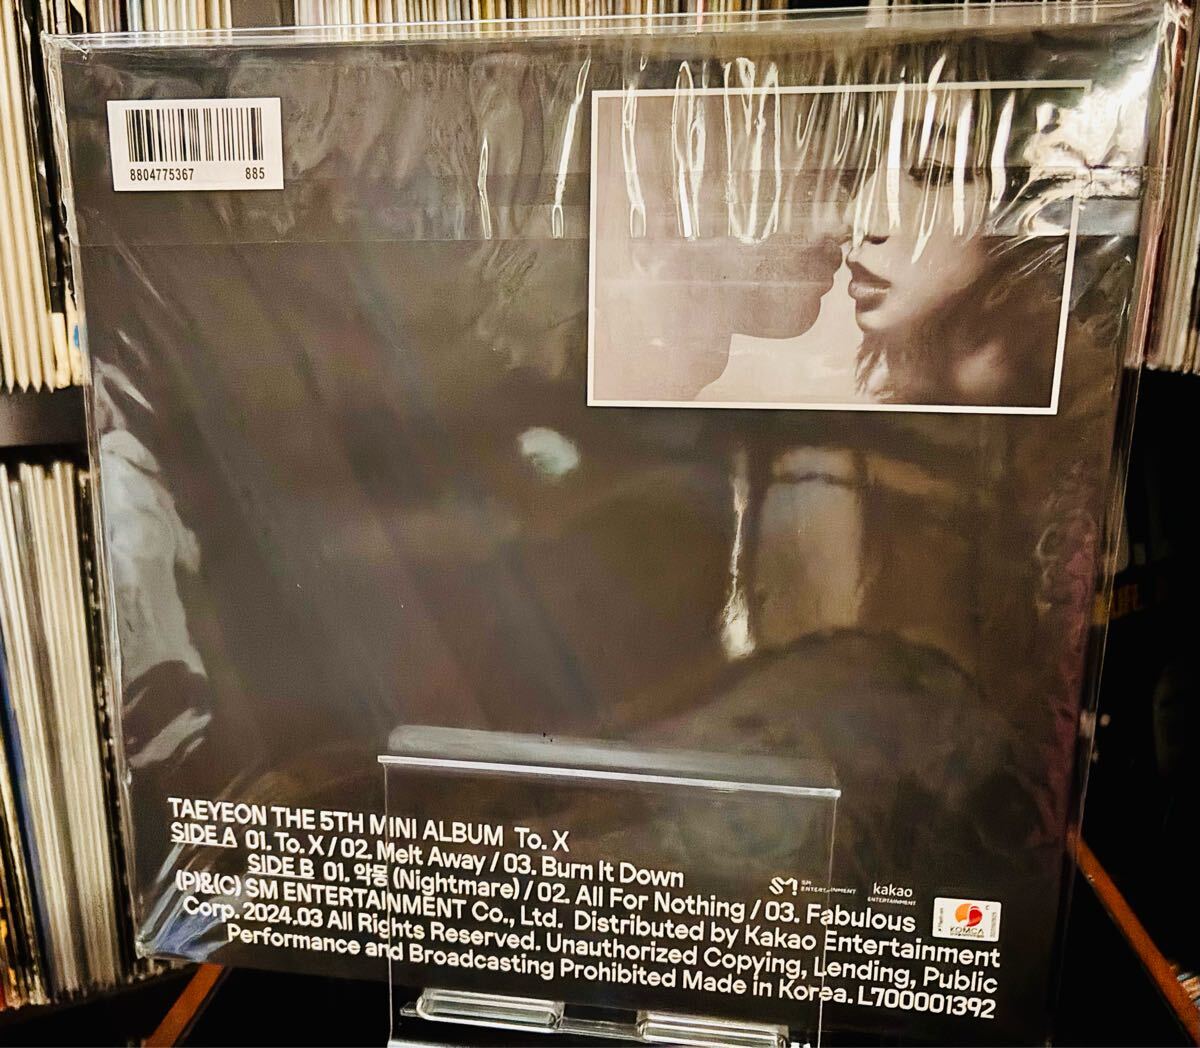 8804775367 885
TAEYEON THE 5TH MINI ALBUM To. X
SIDE A 01. To. X / 02. Melt Away / 03. Burn It Down
SIDE B 01. 악몽 (Nightmare) / 02. All For Nothing / 03. Fabulous
(P)&(C) SM ENTERTAINMENT Co., Ltd. Distributed by Kakao Entertainment
Corp. 2024.03 All Rights Reserved. Unauthorized Copying, Lending, Public
Performance and Broadcasting Prohibited Made in Korea. L700001392
SM
ENTERTAINMENT
kakao
ENTERTAINMENT
KOMCA